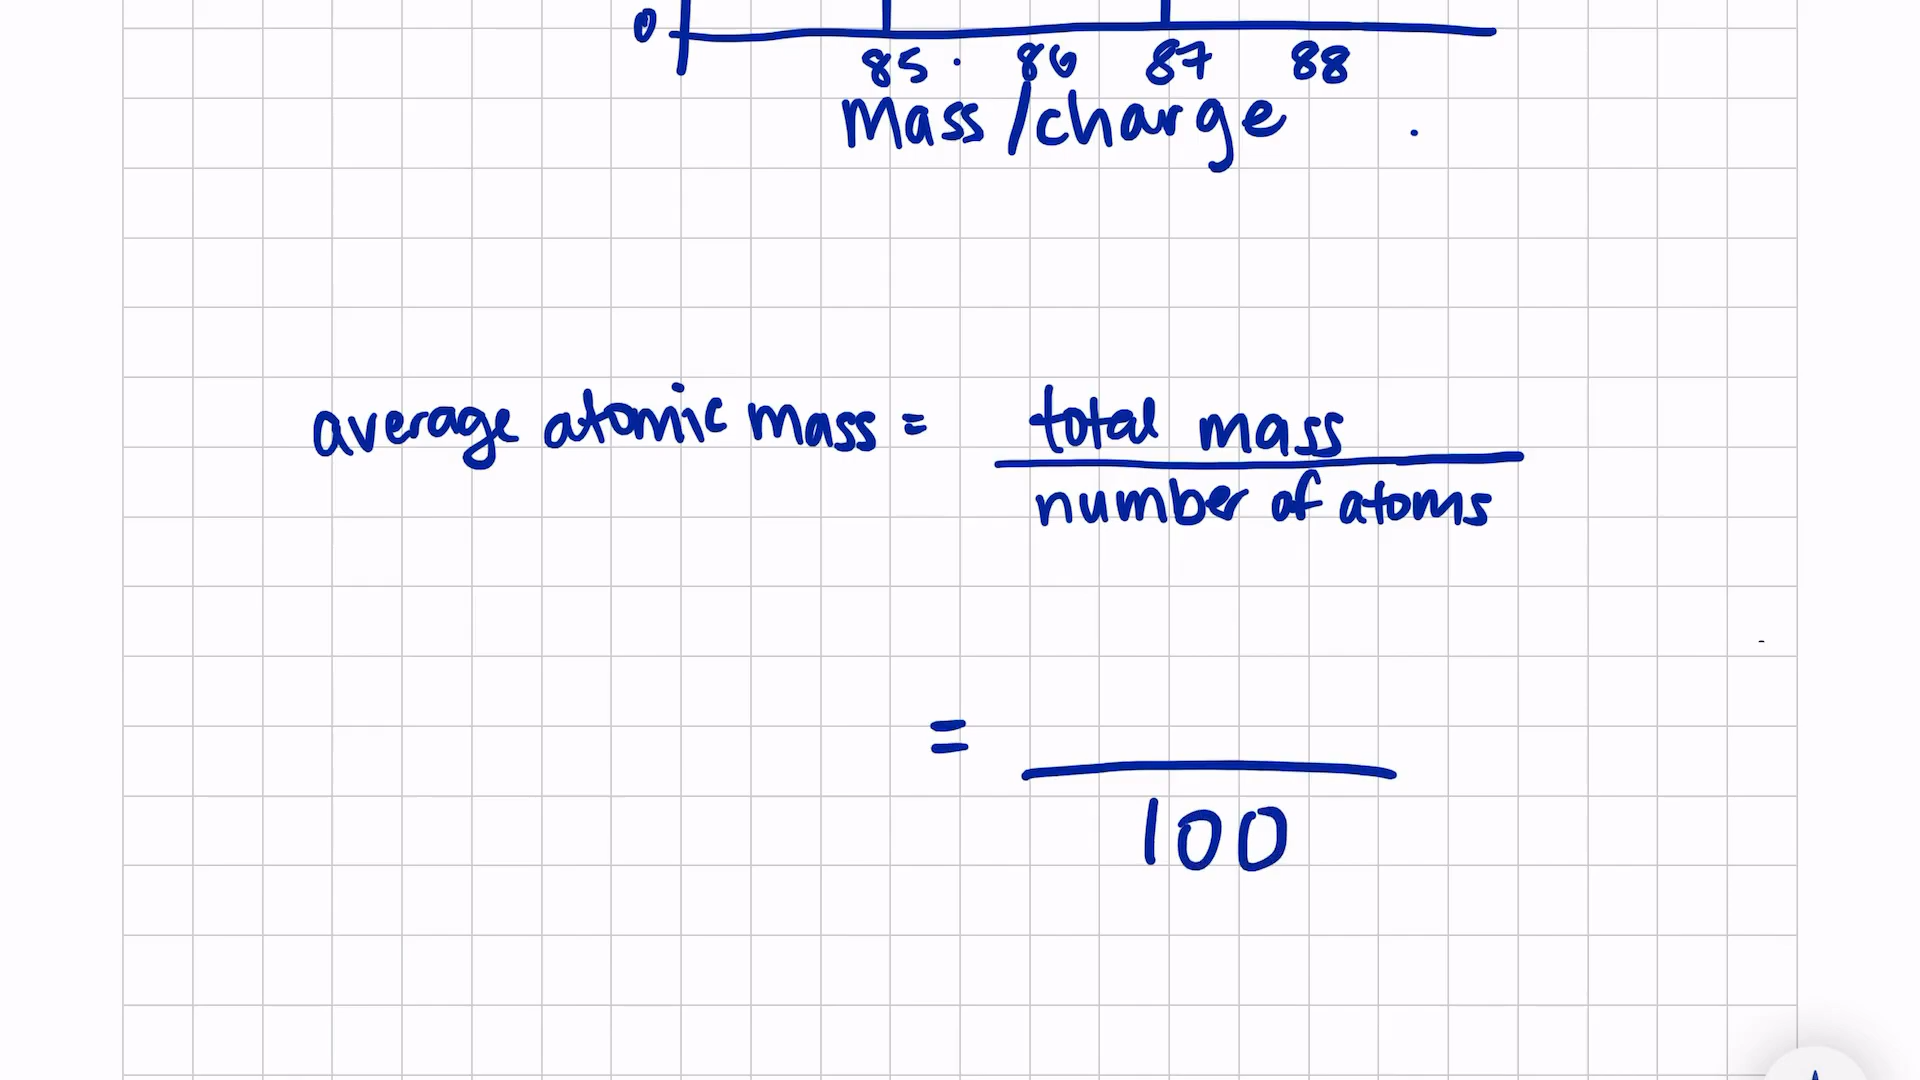 0
85 86 87 88
Mass/charge
average atomic mass = total mass
number of atoms
=
100